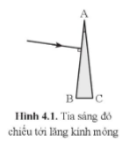 A
B C
Hình 4.1. Tia sáng đỏ
chiếu tới lăng kính mỏng